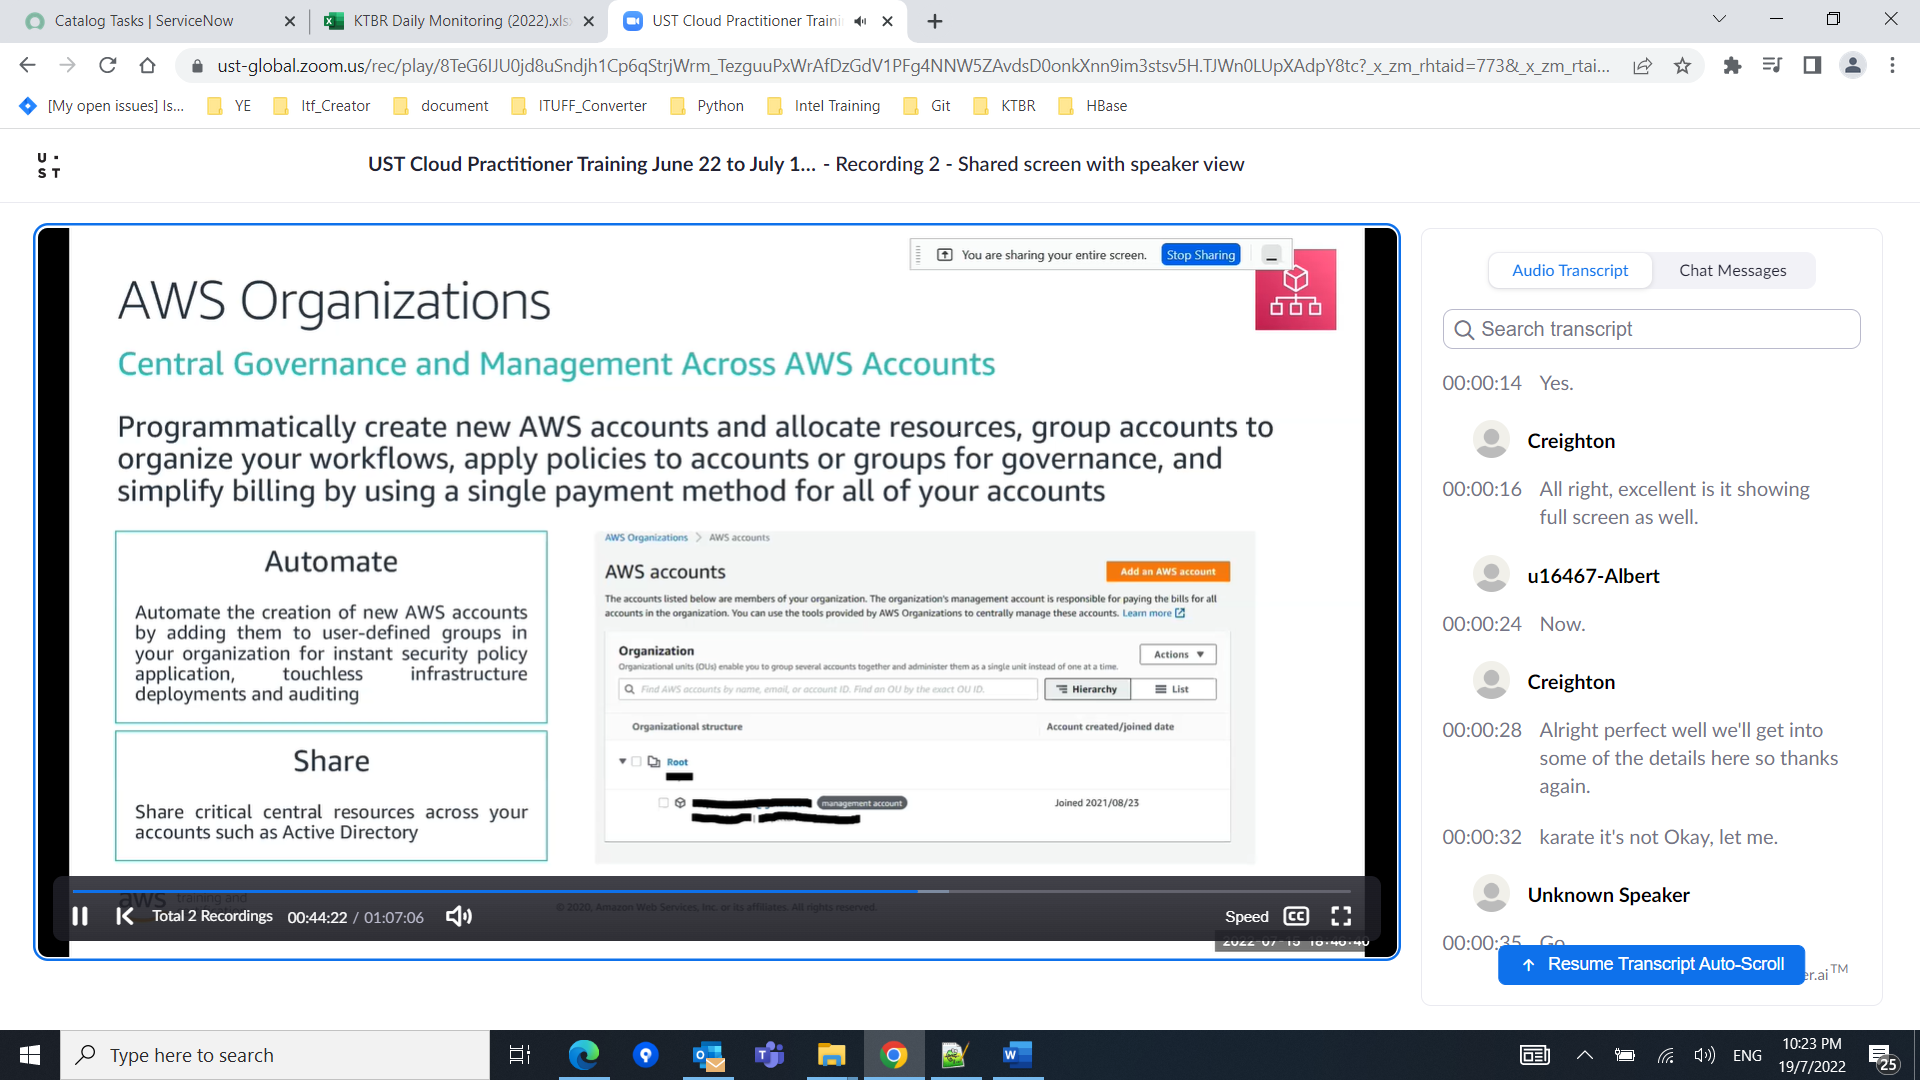 Catalog Tasks | ServiceNow
KTBR Daily Monitoring (2022).xls
UST Cloud Practitioner Traini
ust-global.zoom.us/rec/play/8TeG6IJU0jd8uSndjh1Cp6qStrjWrm_TezguuPxWrAfDzGdV1PFg4NNW5ZAvdsD0onkXnn9im3stsv5H.TJWn0LUpXAdpY8tc?_x_zm_rhtaid=773&_x_zm_rtai...
[My open issues] Is...
YE
Itf_Creator
document
ITUFF_Converter
Python
Intel Training
Git
KTBR
HBase
U·
ST
UST Cloud Practitioner Training June 22 to July 1... - Recording 2 - Shared screen with speaker view
You are sharing your entire screen. Stop Sharing
AWS Organizations
Central Governance and Management Across AWS Accounts
Programmatically create new AWS accounts and allocate resources, group accounts to
organize your workflows, apply policies to accounts or groups for governance, and
simplify billing by using a single payment method for all of your accounts
Automate
Automate the creation of new AWS accounts
by adding them to user-defined groups in
your organization for instant security policy
application, touchless infrastructure
deployments and auditing
Share
Share critical central resources across your
accounts such as Active Directory
AWS Organizations > AWS accounts
AWS accounts
Add an AWS account
The accounts listed below are members of your organization. The organization's management account is responsible for paying the bills for all
accounts in the organization. You can use the tools provided by AWS Organizations to centrally manage these accounts. Learn more
Organization
Organizational units (OUs) enable you to group several accounts together and administer them as a single unit instead of one at a time.
Actions
Find AWS accounts by name, email, or account ID. Find an OU by the exact OU ID.
Hierarchy
List
Organizational structure
Account created/joined date
Root
management account
Joined 2021/08/23
aws training and
© 2020, Amazon Web Services, Inc. or its affiliates. All rights reserved.
Total 2 Recordings
00:44:22 / 01:07:06
Speed
CC
2022-07-15 18:48:40
Audio Transcript
Chat Messages
Search transcript
00:00:14 Yes.
Creighton
00:00:16 All right, excellent is it showing
full screen as well.
u16467-Albert
00:00:24 Now.
Creighton
00:00:28 Alright perfect well we'll get into
some of the details here so thanks
again.
00:00:32 karate it's not Okay, let me.
Unknown Speaker
00:00:35 Go
Resume Transcript Auto-Scroll
er.ai™
Type here to search
ENG
10:23 PM
19/7/2022
25